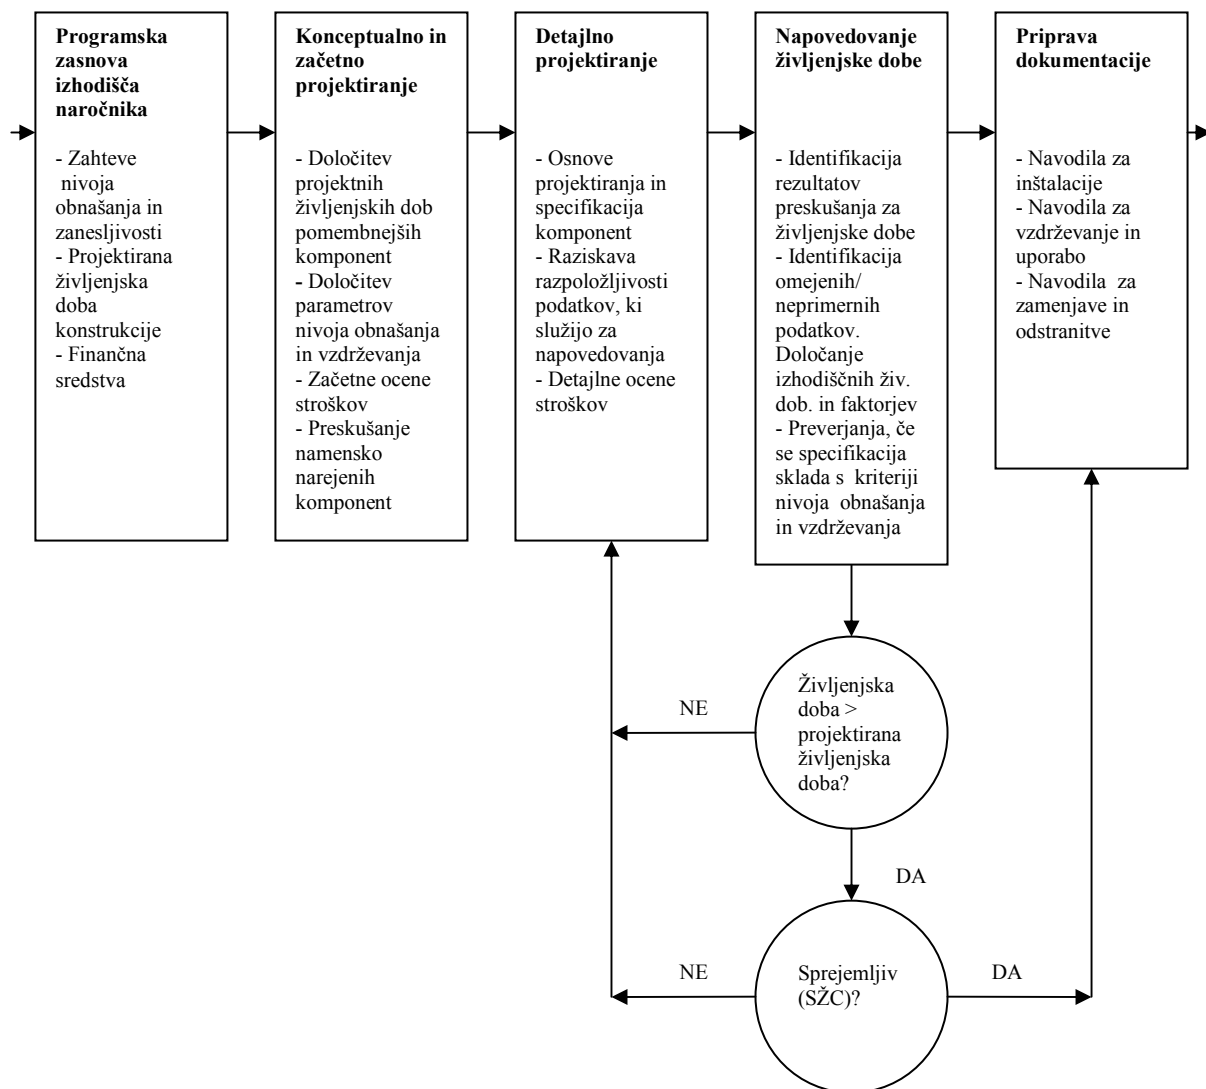 Programska
zasnova
izhodišča
naročnika
- Zahteve
nivoja
obnašanja in
zanesljivosti
- Projektirana
življenjska
doba
konstrukcije
- Finančna
sredstva
Konceptualno in
začetno
projektiranje
- Določitev
projektnih
življenjskih dob
pomembnejših
komponent
- Določitev
parametrov
nivoja obnašanja
in vzdrževanja
- Začetne ocene
stroškov
- Preskušanje
namensko
narejenih
komponent
Detajlno
projektiranje
- Osnove
projektiranja in
specifikacija
komponent
- Raziskava
razpoložljivosti
podatkov, ki
služijo za
napovedovanja
- Detajlne ocene
stroškov
Napovedovanje
življenjske dobe
- Identifikacija
rezultatov
preskušanja za
življenjske dobe
- Identifikacija
omejenih/
neprimernih
podatkov.
Določanje
izhodiščnih živ.
dob. in faktorjev
- Preverjanja, če
se specifikacija
sklada s kriteriji
nivoja obnašanja
in vzdrževanja
Priprava
dokumentacije
- Navodila za
inštalacije
- Navodila za
vzdrževanje in
uporabo
- Navodila za
zamenjave in
odstranitve
Življenjska
doba >
projektirana
življenjska
doba?
NE
DA
Sprejemljiv
(SŽC)?
NE
DA